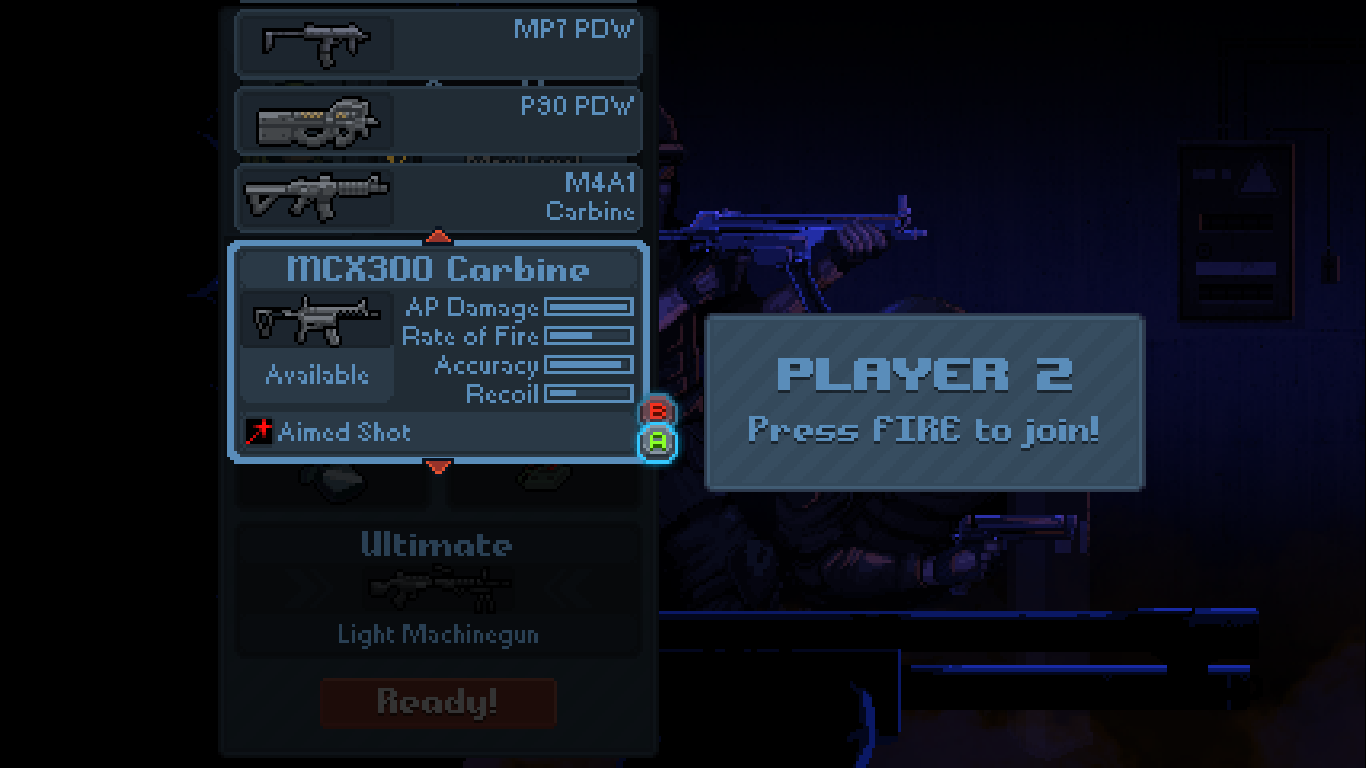 MP7 PDW
P90 PDW
M4A1
Carbine
MCX300 Carbine
AP Damage
Rate of Fire
Accuracy
Recoil
Available
Aimed Shot
B
A
PLAYER 2
Press FIRE to join!
Ultimate
Light Machinegun
Ready!